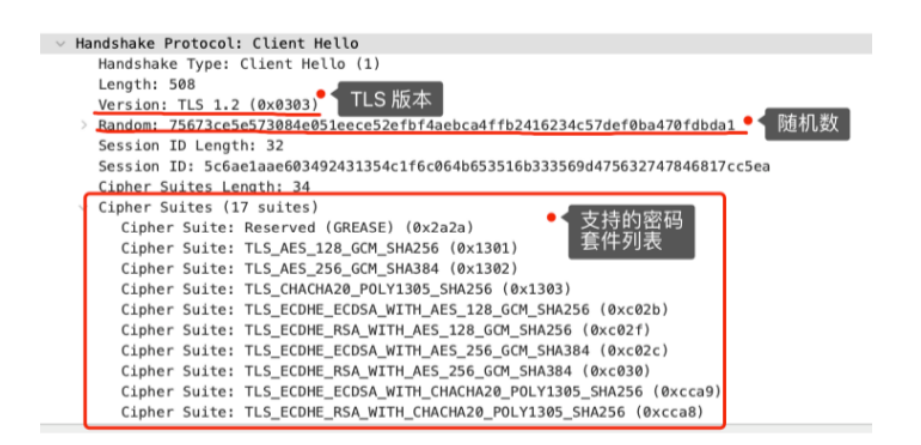 Handshake Protocol: Client Hello
Handshake Type: Client Hello (1)
Length: 508
Version: TLS 1.2 (0x0303)
TLS 版本
Random: 75673ce5e573084e051eece52efbf4aebca4ffb2416234c57def0ba470fdbda1
随机数
Session ID Length: 32
Session ID: 5c6ae1aae603492431354c1f6c064b653516b333569d475632747846817cc5ea
Cipher Suites Length: 34
Cipher Suites (17 suites)
支持的密码
套件列表
Cipher Suite: Reserved (GREASE) (0x2a2a)
Cipher Suite: TLS_AES_128_GCM_SHA256 (0x1301)
Cipher Suite: TLS_AES_256_GCM_SHA384 (0x1302)
Cipher Suite: TLS_CHACHA20_POLY1305_SHA256 (0x1303)
Cipher Suite: TLS_ECDHE_ECDSA_WITH_AES_128_GCM_SHA256 (0xc02b)
Cipher Suite: TLS_ECDHE_RSA_WITH_AES_128_GCM_SHA256 (0xc02f)
Cipher Suite: TLS_ECDHE_ECDSA_WITH_AES_256_GCM_SHA384 (0xc02c)
Cipher Suite: TLS_ECDHE_RSA_WITH_AES_256_GCM_SHA384 (0xc030)
Cipher Suite: TLS_ECDHE_ECDSA_WITH_CHACHA20_POLY1305_SHA256 (0xcca9)
Cipher Suite: TLS_ECDHE_RSA_WITH_CHACHA20_POLY1305_SHA256 (0xcca8)